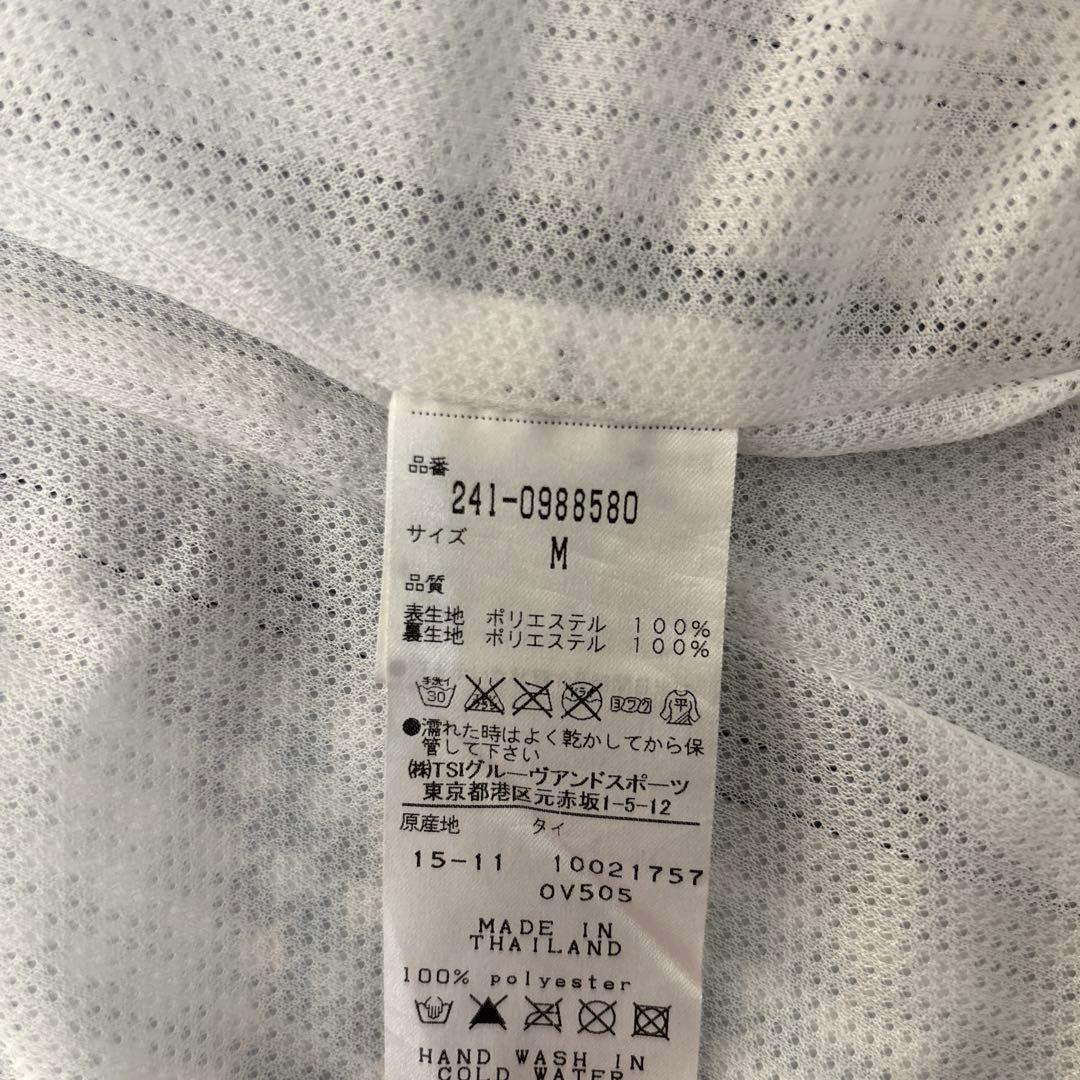 品番
241-0988580
サイズ
M
品質
表生地 ポリエステル 100%
裏生地 ポリエステル 100%
手洗イ
30
ヨワク
平
●濡れた時はよく乾かしてから保
管して下さい
㈱TSIグルーヴアンドスポーツ
東京都港区元赤坂1-5-12
原産地 タイ
15-11 10021757
0V505
MADE IN
THAILAND
100% polyester
HAND WASH IN
COLD WATER